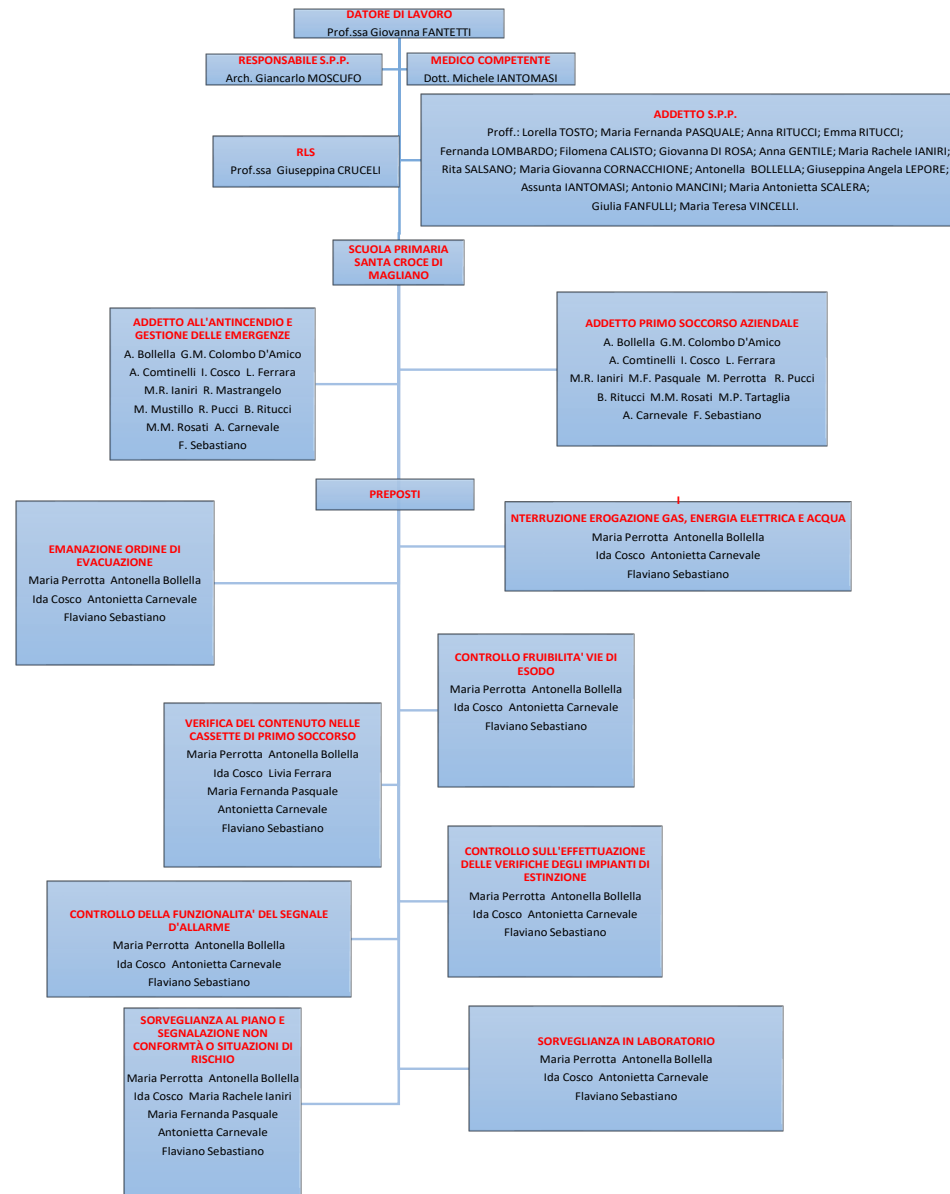 DATORE DI LAVORO
Prof.ssa Giovanna FANTETTI
RESPONSABILE S.P.P.
Arch. Giancarlo MOSCUFO
MEDICO COMPETENTE
Dott. Michele IANTOMASI
ADDETTO S.P.P.
Proff.: Lorella TOSTO; Maria Fernanda PASQUALE; Anna RITUCCI; Emma RITUCCI;
Fernanda LOMBARDO; Filomena CALISTO; Giovanna DI ROSA; Anna GENTILE; Maria Rachele IANIRI;
Rita SALSANO; Maria Giovanna CORNACCHIONE; Antonella BOLLELLA; Giuseppina Angela LEPORE;
Assunta IANTOMASI; Antonio MANCINI; Maria Antonietta SCALERA;
Giulia FANFULLI; Maria Teresa VINCELLI.
RLS
Prof.ssa Giuseppina CRUCELI
SCUOLA PRIMARIA
SANTA CROCE DI
MAGLIANO
ADDETTO ALL'ANTINCENDIO E
GESTIONE DELLE EMERGENZE
A. Bollella G.M. Colombo D'Amico
A. Comtinelli I. Cosco L. Ferrara
M.R. Ianiri R. Mastrangelo
M. Mustillo R. Pucci B. Ritucci
M.M. Rosati A. Carnevale
F. Sebastiano
ADDETTO PRIMO SOCCORSO AZIENDALE
A. Bollella G.M. Colombo D'Amico
A. Comtinelli I. Cosco L. Ferrara
M.R. Ianiri M.F. Pasquale M. Perrotta R. Pucci
B. Ritucci M.M. Rosati M.P. Tartaglia
A. Carnevale F. Sebastiano
PREPOSTI
EMANAZIONE ORDINE DI
EVACUAZIONE
Maria Perrotta Antonella Bollella
Ida Cosco Antonietta Carnevale
Flaviano Sebastiano
I
NTERRUZIONE EROGAZIONE GAS, ENERGIA ELETTRICA E ACQUA
Maria Perrotta Antonella Bollella
Ida Cosco Antonietta Carnevale
Flaviano Sebastiano
CONTROLLO FRUIBILITA' VIE DI
ESODO
Maria Perrotta Antonella Bollella
Ida Cosco Antonietta Carnevale
Flaviano Sebastiano
VERIFICA DEL CONTENUTO NELLE
CASSETTE DI PRIMO SOCCORSO
Maria Perrotta Antonella Bollella
Ida Cosco Livia Ferrara
Maria Fernanda Pasquale
Antonietta Carnevale
Flaviano Sebastiano
CONTROLLO SULL'EFFETTUAZIONE
DELLE VERIFICHE DEGLI IMPIANTI DI
ESTINZIONE
Maria Perrotta Antonella Bollella
Ida Cosco Antonietta Carnevale
Flaviano Sebastiano
CONTROLLO DELLA FUNZIONALITA' DEL SEGNALE
D'ALLARME
Maria Perrotta Antonella Bollella
Ida Cosco Antonietta Carnevale
Flaviano Sebastiano
SORVEGLIANZA AL PIANO E
SEGNALAZIONE NON
CONFORMTÀ O SITUAZIONI DI
RISCHIO
Maria Perrotta Antonella Bollella
Ida Cosco Maria Rachele Ianiri
Maria Fernanda Pasquale
Antonietta Carnevale
Flaviano Sebastiano
SORVEGLIANZA IN LABORATORIO
Maria Perrotta Antonella Bollella
Ida Cosco Antonietta Carnevale
Flaviano Sebastiano